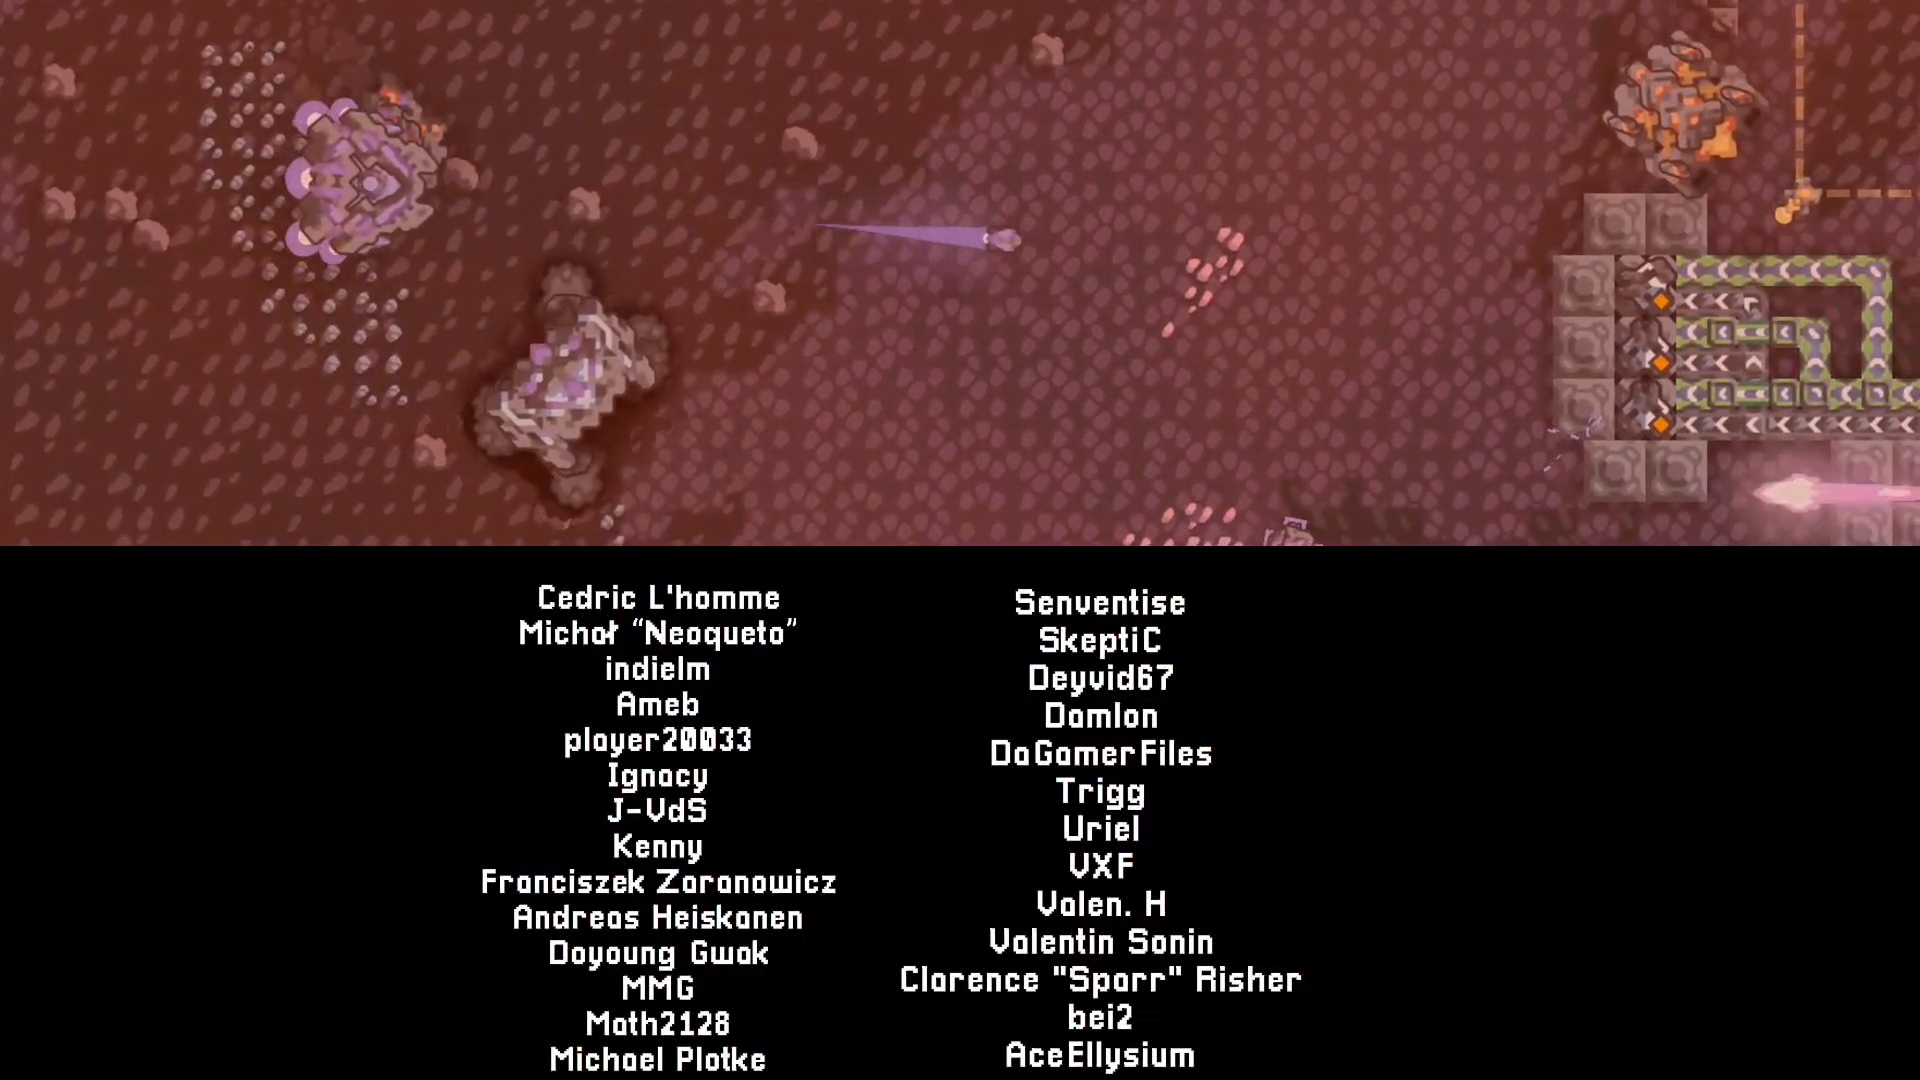 Cedric L'homme
Michał “Neoqueto”
indielm
Ameb
player20033
Ignacy
J-VdS
Kenny
Franciszek Zaranowicz
Andreas Heiskanen
Doyoung Gwak
MMG
Math2128
Michael Plotke
Senventise
SkeptiC
Deyvid67
Damlon
DaGamerFiles
Trigg
Uriel
VXF
Valen. H
Valentin Sonin
Clarence "Sparr" Risher
bei2
AceEllysium